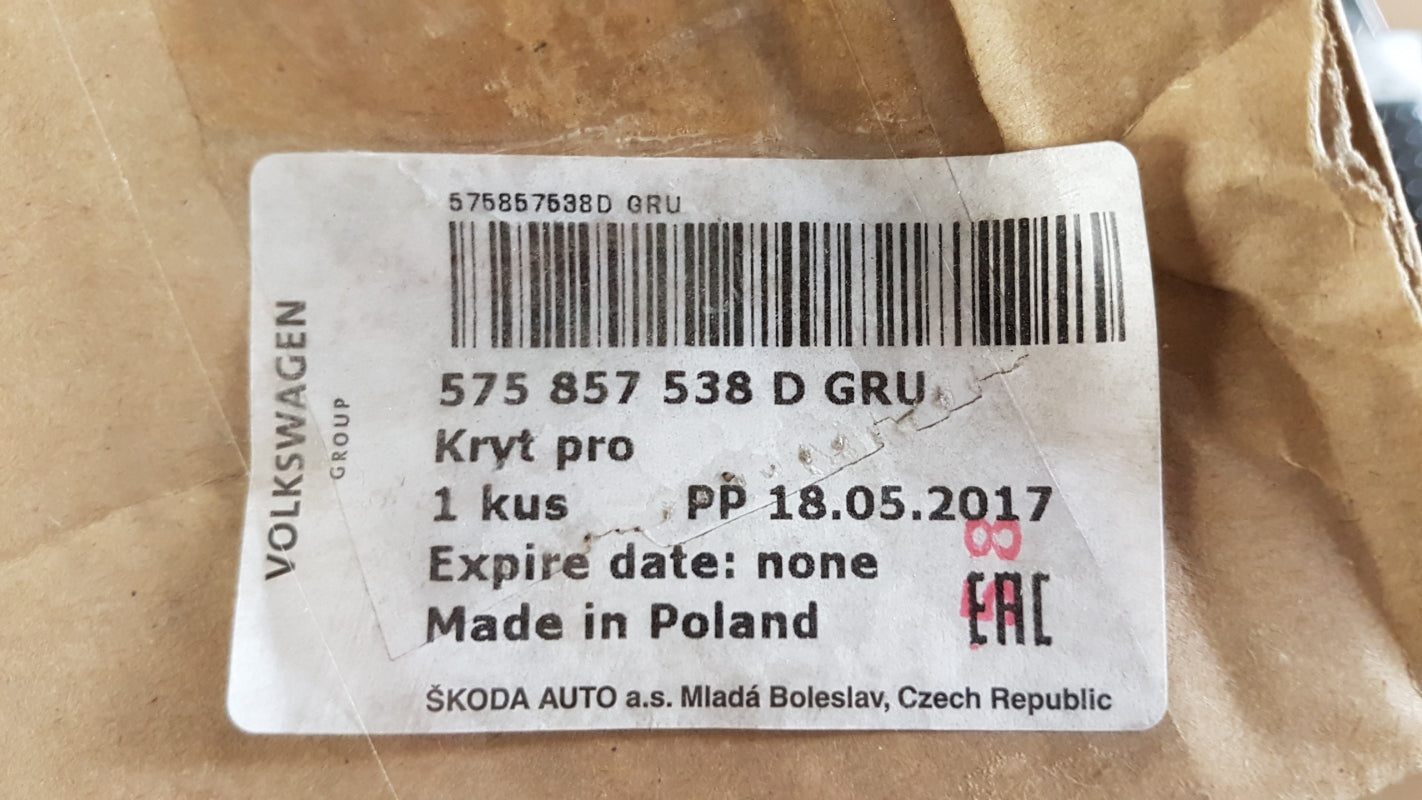 575857538D GRU
VOLKSWAGEN
GROUP
575 857 538 D GRU
Kryt pro
1 kus PP 18.05.2017
Expire date: none
Made in Poland
EAC
ŠKODA AUTO a.s. Mladá Boleslav, Czech Republic